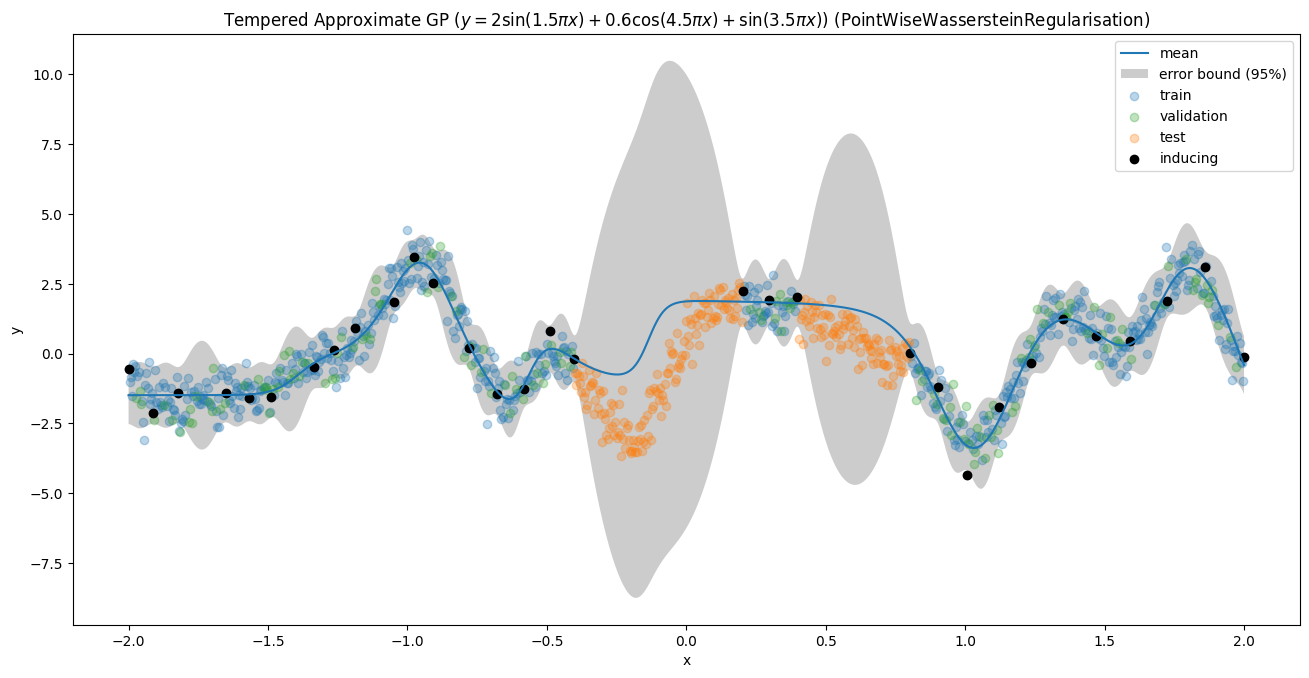 Tempered Approximate GP (y = 2sin(1.5πx) + 0.6cos(4.5πx) + sin(3.5πx)) (PointWiseWassersteinRegularisation)
mean
error bound (95%)
train
validation
test
inducing
y
10.0
7.5
5.0
2.5
0.0
−2.5
−5.0
−7.5
−2.0 −1.5 −1.0 −0.5 0.0 0.5 1.0 1.5 2.0
x